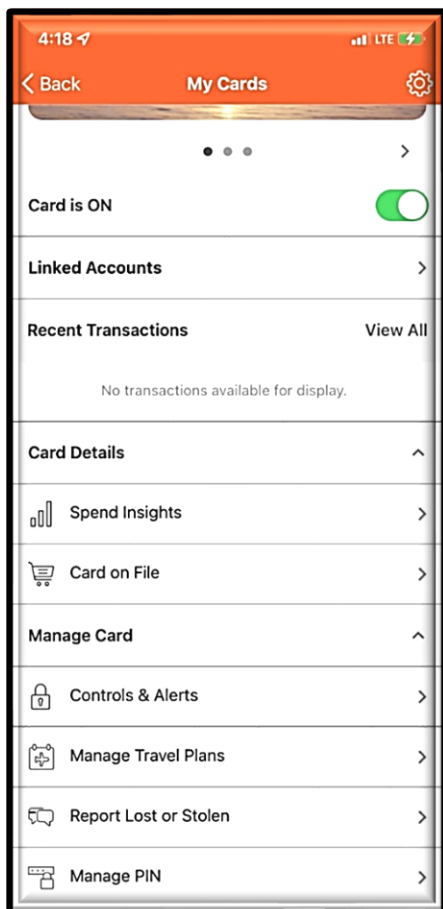 4:18 LTE
Back My Cards
Card is ON
Linked Accounts
Recent Transactions View All
No transactions available for display.
Card Details
Spend Insights
Card on File
Manage Card
Controls & Alerts
Manage Travel Plans
Report Lost or Stolen
Manage PIN